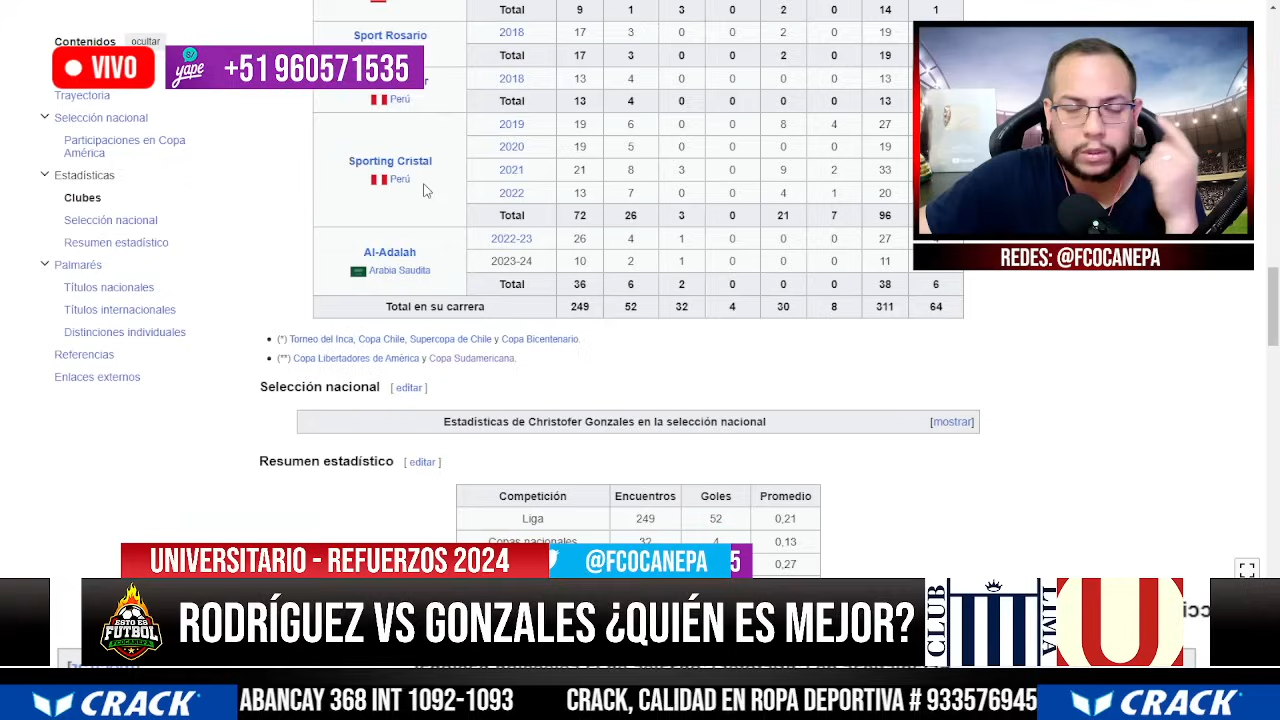 Total 9 1 3 0 2 0 14 1
Contenidos ocultar
Sport Rosario 2018 17 3 0 0 2 0 19
Total 17 3 0 0 2 0 19
VIVO
yape +51 960571535
2018 13 4 0 0 0 0 13
Perú
Total 13 4 0 0 0 0 13
Trayectoria
Selección nacional
Participaciones en Copa
América
Estadísticas
Clubes
Selección nacional
Resumen estadístico
Palmarés
Títulos nacionales
Títulos internacionales
Distinciones individuales
Referencias
Enlaces externos
Sporting Cristal
Perú
2019 19 6 0 0 8 4 27
2020 19 5 0 0 0 0 19
2021 21 8 3 0 9 2 33
2022 13 7 0 0 4 1 20
Total 72 26 3 0 21 7 96
Al-Adalah
Arabia Saudita
2022-23 26 4 1 0 0 0 27
2023-24 10 2 1 0 0 0 11
Total 36 6 2 0 0 0 38 6
Total en su carrera 249 52 32 4 30 8 311 64
REDES: @FCOCANEPA
(*) Torneo del Inca, Copa Chile, Supercopa de Chile y Copa Bicentenario.
(**) Copa Libertadores de América y Copa Sudamericana.
Selección nacional [ editar ]
Estadísticas de Christofer Gonzales en la selección nacional [mostrar]
Resumen estadístico [ editar ]
Competición Encuentros Goles Promedio
Liga 249 52 0,21
Copas nacionales 32 4 0,13
0,27
UNIVERSITARIO - REFUERZOS 2024 @FCOCANEPA 5
ESTO ES
FUTBOL
FCOCANEPA
RODRÍGUEZ VS GONZALES ¿QUIÉN ES MEJOR?
CLUB LIMA
U
CRACK ABANCAY 368 INT 1092-1093 CRACK, CALIDAD EN ROPA DEPORTIVA # 933576945 CRACK